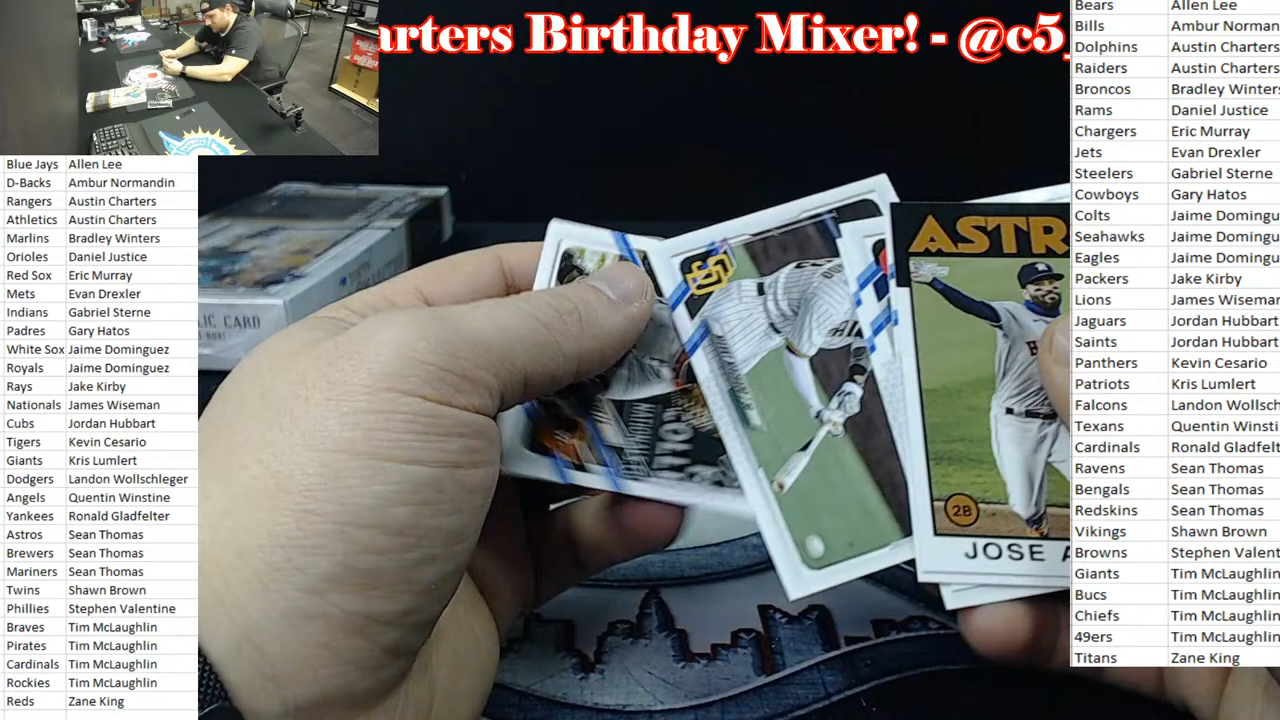 arters Birthday Mixer! - @c5
Blue Jays Allen Lee
D-Backs Ambur Normandin
Rangers Austin Charters
Athletics Austin Charters
Marlins Bradley Winters
Orioles Daniel Justice
Red Sox Eric Murray
Mets Evan Drexler
Indians Gabriel Sterne
Padres Gary Hatos
White Sox Jaime Dominguez
Royals Jaime Dominguez
Rays Jake Kirby
Nationals James Wiseman
Cubs Jordan Hubbart
Tigers Kevin Cesario
Giants Kris Lumlert
Dodgers Landon Wollschleger
Angels Quentin Winstine
Yankees Ronald Gladfelter
Astros Sean Thomas
Brewers Sean Thomas
Mariners Sean Thomas
Twins Shawn Brown
Phillies Stephen Valentine
Braves Tim McLaughlin
Pirates Tim McLaughlin
Cardinals Tim McLaughlin
Rockies Tim McLaughlin
Reds Zane King
LIC CARD
SD
ASTR
2B
JOSE A
Bears Allen Lee
Bills Ambur Norman
Dolphins Austin Charters
Raiders Austin Charters
Broncos Bradley Winters
Rams Daniel Justice
Chargers Eric Murray
Jets Evan Drexler
Steelers Gabriel Sterne
Cowboys Gary Hatos
Colts Jaime Domingu
Seahawks Jaime Domingu
Eagles Jaime Domingu
Packers Jake Kirby
Lions James Wiseman
Jaguars Jordan Hubbart
Saints Jordan Hubbart
Panthers Kevin Cesario
Patriots Kris Lumlert
Falcons Landon Wollsch
Texans Quentin Winsti
Cardinals Ronald Gladfelt
Ravens Sean Thomas
Bengals Sean Thomas
Redskins Sean Thomas
Vikings Shawn Brown
Browns Stephen Valent
Giants Tim McLaughlin
Bucs Tim McLaughlin
Chiefs Tim McLaughlin
49ers Tim McLaughlin
Titans Zane King